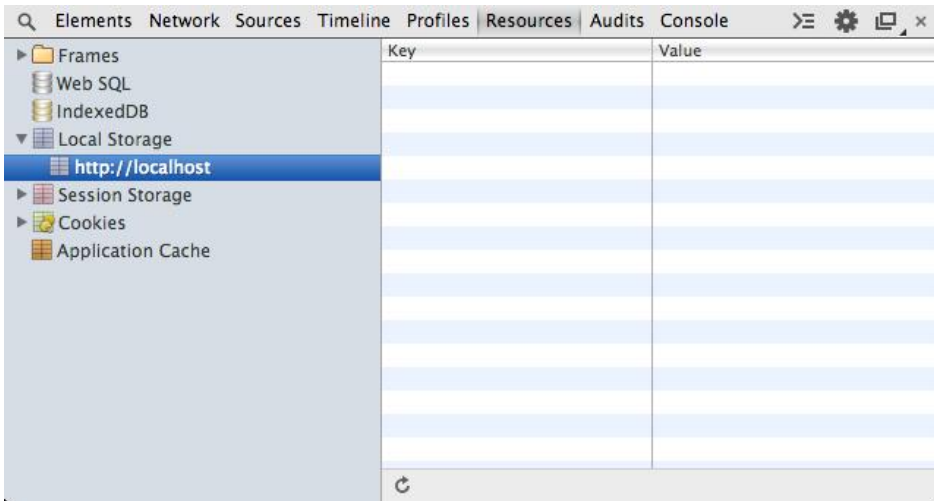 Elements Network Sources Timeline Profiles Resources Audits Console
Frames
Web SQL
IndexedDB
Local Storage
http://localhost
Session Storage
Cookies
Application Cache
Key Value